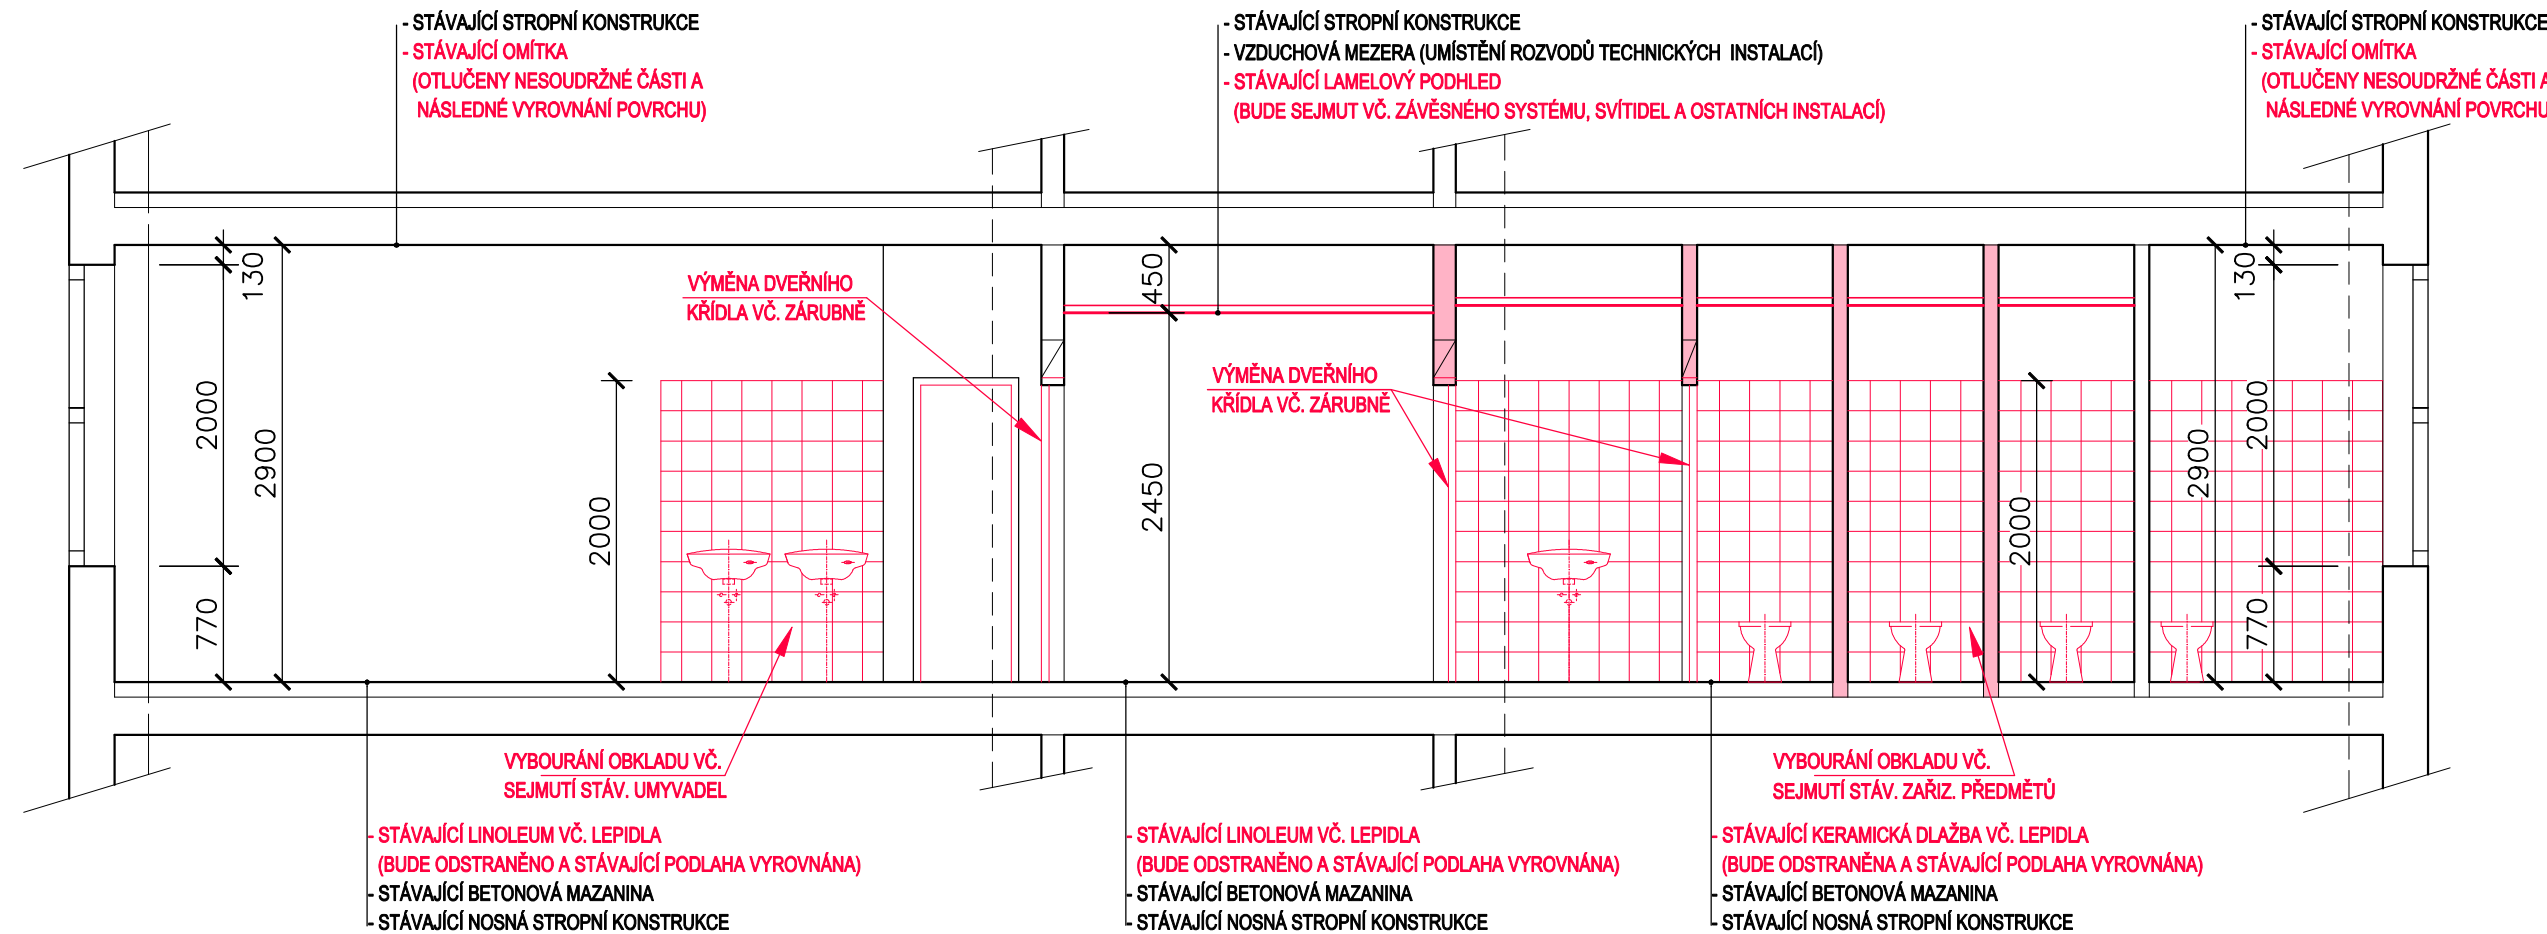 - STÁVAJÍCÍ STROPNÍ KONSTRUKCE
- STÁVAJÍCÍ OMÍTKA
(OTLUČENY NESOUDRŽNÉ ČÁSTI A
NÁSLEDNÉ VYROVNÁNÍ POVRCHU)
- STÁVAJÍCÍ STROPNÍ KONSTRUKCE
- VZDUCHOVÁ MEZERA (UMÍSTĚNÍ ROZVODŮ TECHNICKÝCH INSTALACÍ)
- STÁVAJÍCÍ LAMELOVÝ PODHLED
(BUDE SEJMUT VČ. ZÁVĚSNÉHO SYSTÉMU, SVÍTIDEL A OSTATNÍCH INSTALACÍ)
- STÁVAJÍCÍ STROPNÍ KONSTRUKCE
- STÁVAJÍCÍ OMÍTKA
(OTLUČENY NESOUDRŽNÉ ČÁSTI A
NÁSLEDNÉ VYROVNÁNÍ POVRCHU
130
2000
2900
770
2000
VÝMĚNA DVEŘNÍHO
KŘÍDLA VČ. ZÁRUBNĚ
450
2450
VÝMĚNA DVEŘNÍHO
KŘÍDLA VČ. ZÁRUBNĚ
2000
2900
130
2000
770
VYBOURÁNÍ OBKLADU VČ.
SEJMUTÍ STÁV. UMYVADEL
VYBOURÁNÍ OBKLADU VČ.
SEJMUTÍ STÁV. ZAŘIZ. PŘEDMĚTŮ
- STÁVAJÍCÍ LINOLEUM VČ. LEPIDLA
(BUDE ODSTRANĚNO A STÁVAJÍCÍ PODLAHA VYROVNÁNA)
- STÁVAJÍCÍ BETONOVÁ MAZANINA
- STÁVAJÍCÍ NOSNÁ STROPNÍ KONSTRUKCE
- STÁVAJÍCÍ LINOLEUM VČ. LEPIDLA
(BUDE ODSTRANĚNO A STÁVAJÍCÍ PODLAHA VYROVNÁNA)
- STÁVAJÍCÍ BETONOVÁ MAZANINA
- STÁVAJÍCÍ NOSNÁ STROPNÍ KONSTRUKCE
- STÁVAJÍCÍ KERAMICKÁ DLAŽBA VČ. LEPIDLA
(BUDE ODSTRANĚNA A STÁVAJÍCÍ PODLAHA VYROVNÁNA)
- STÁVAJÍCÍ BETONOVÁ MAZANINA
- STÁVAJÍCÍ NOSNÁ STROPNÍ KONSTRUKCE